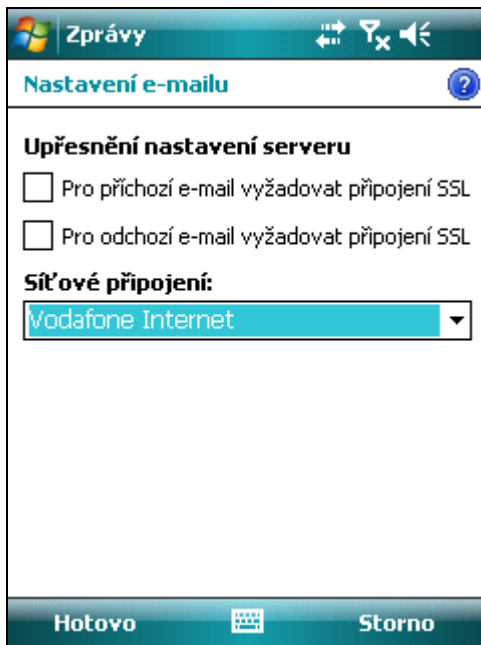 Zprávy
Nastavení e-mailu
Upřesnění nastavení serveru
Pro příchozí e-mail vyžadovat připojení SSL
Pro odchozí e-mail vyžadovat připojení SSL
Síťové připojení:
Vodafone Internet
Hotovo Storno